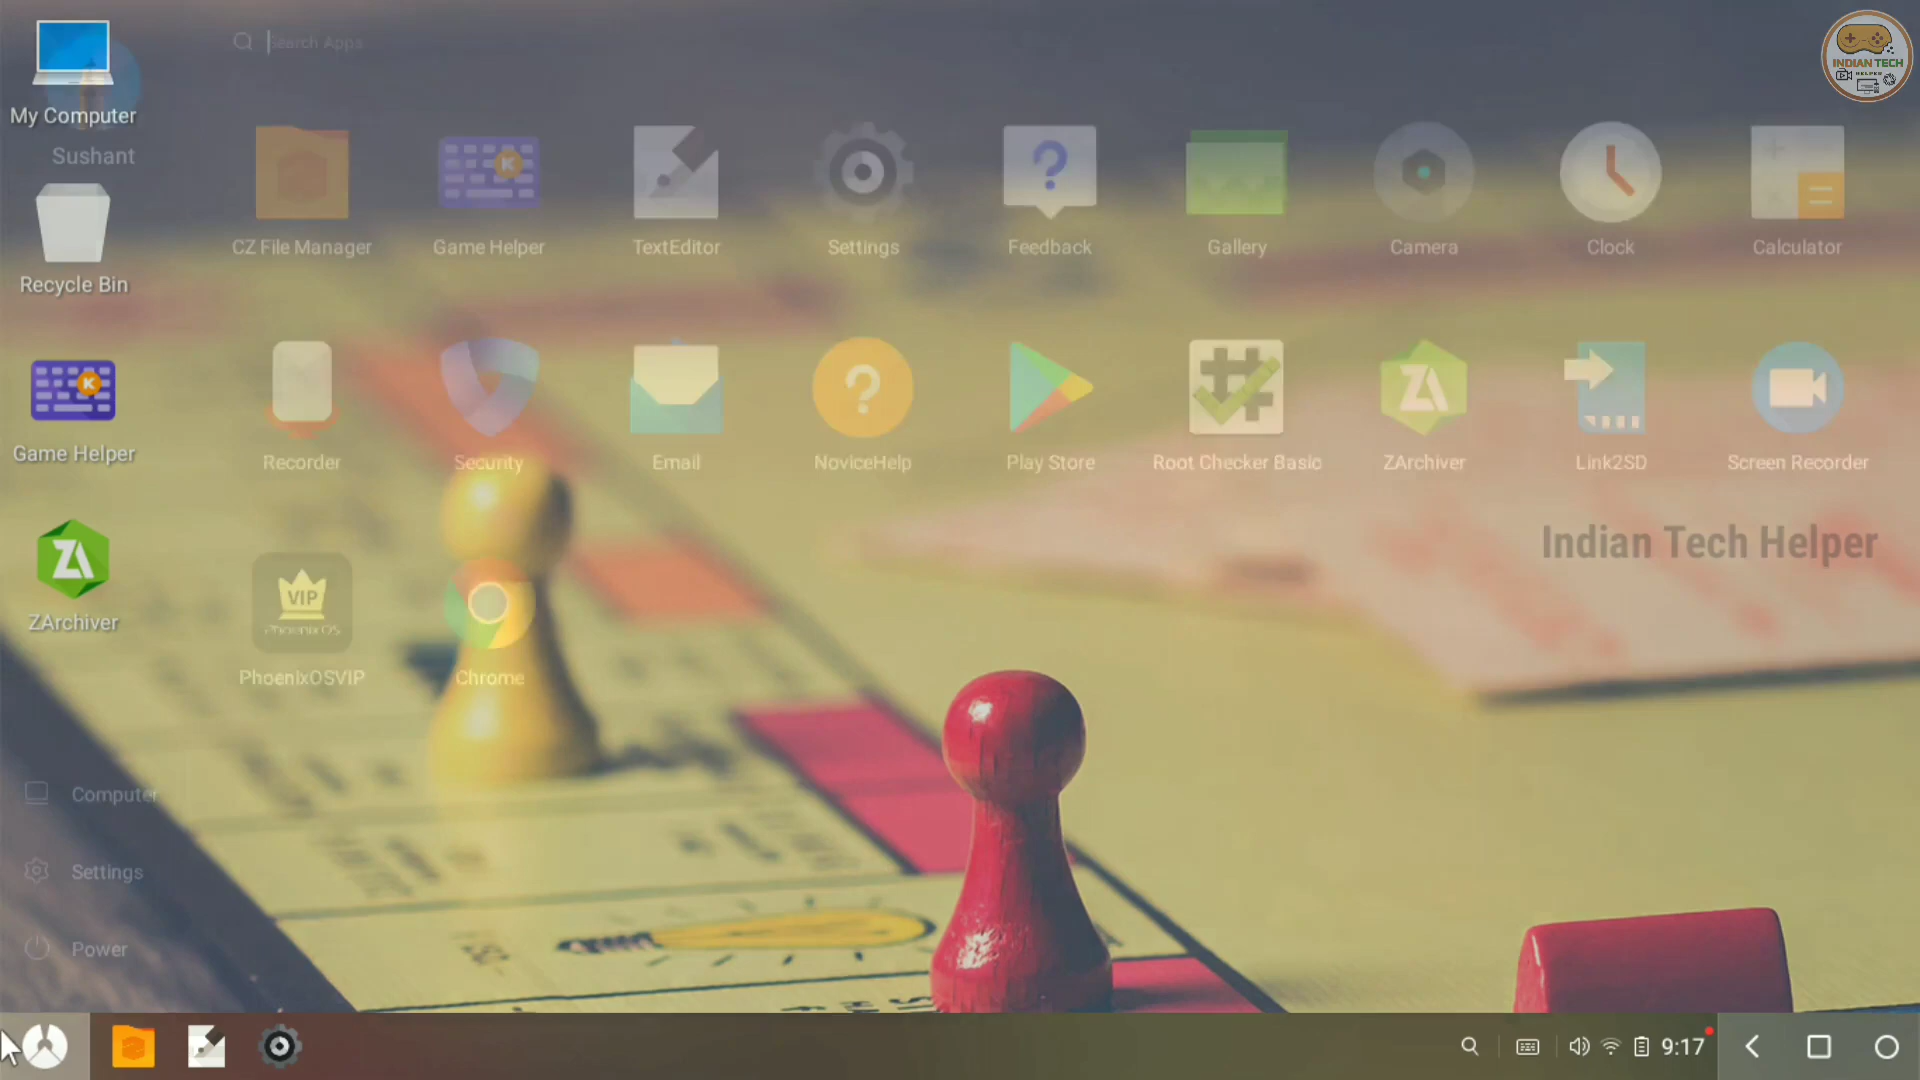 Search Apps
INDIAN TECH
HELPER
My Computer
Sushant
CZ File Manager
Game Helper
TextEditor
Settings
Feedback
Gallery
Camera
Clock
Calculator
Recycle Bin
Game Helper
Recorder
Security
Email
NoviceHelp
Play Store
Root Checker Basic
ZArchiver
Link2SD
Screen Recorder
Indian Tech Helper
ZArchiver
VIP
PhoenixOS
PhoenixOSVIP
Chrome
Computer
Settings
Power
9:17